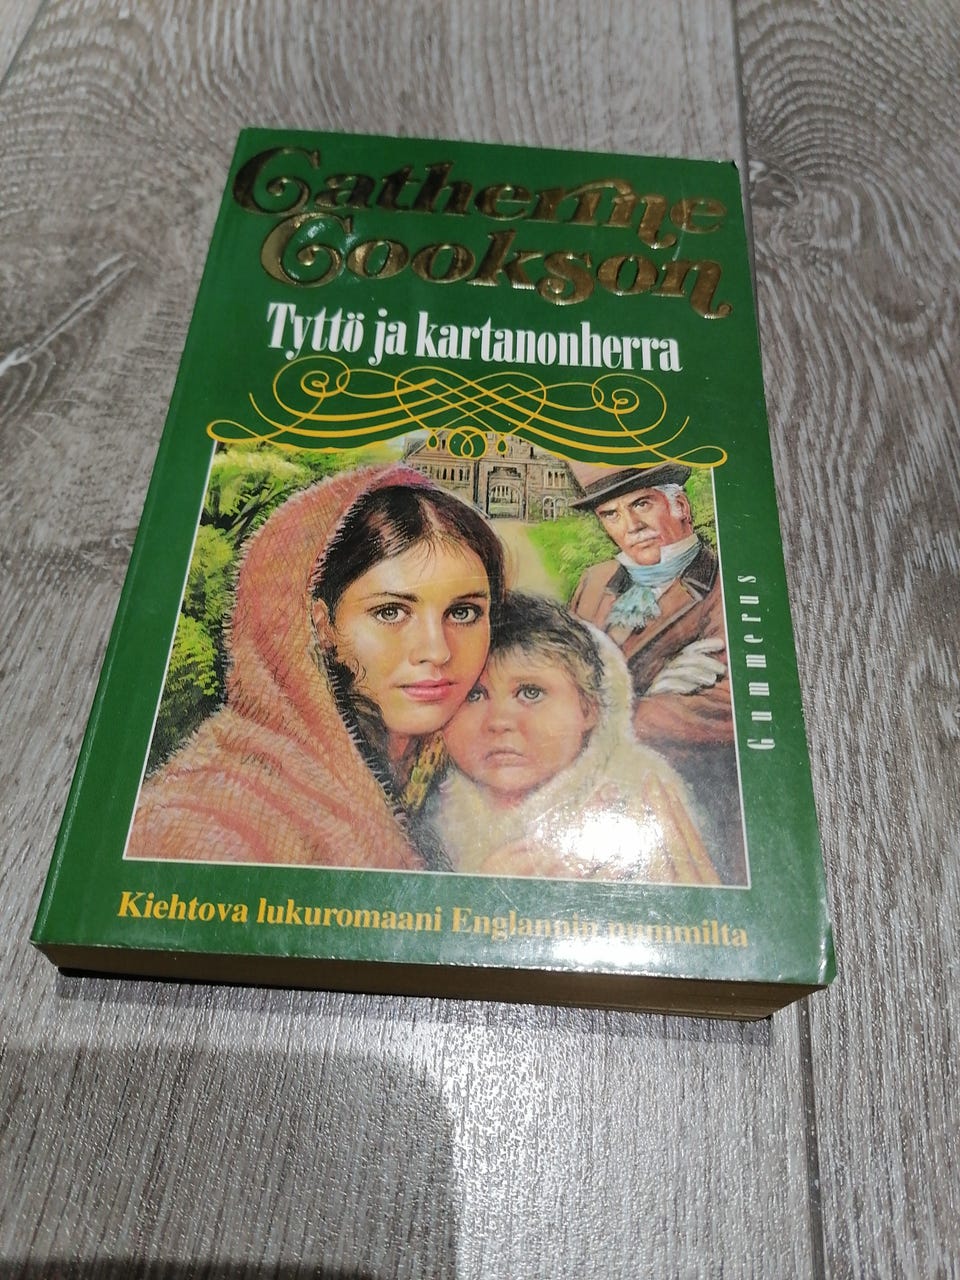 Catherine
Cookson
Tyttö ja kartanonherra
Gummerus
Kiehtova lukuromaani Englannin nummilta